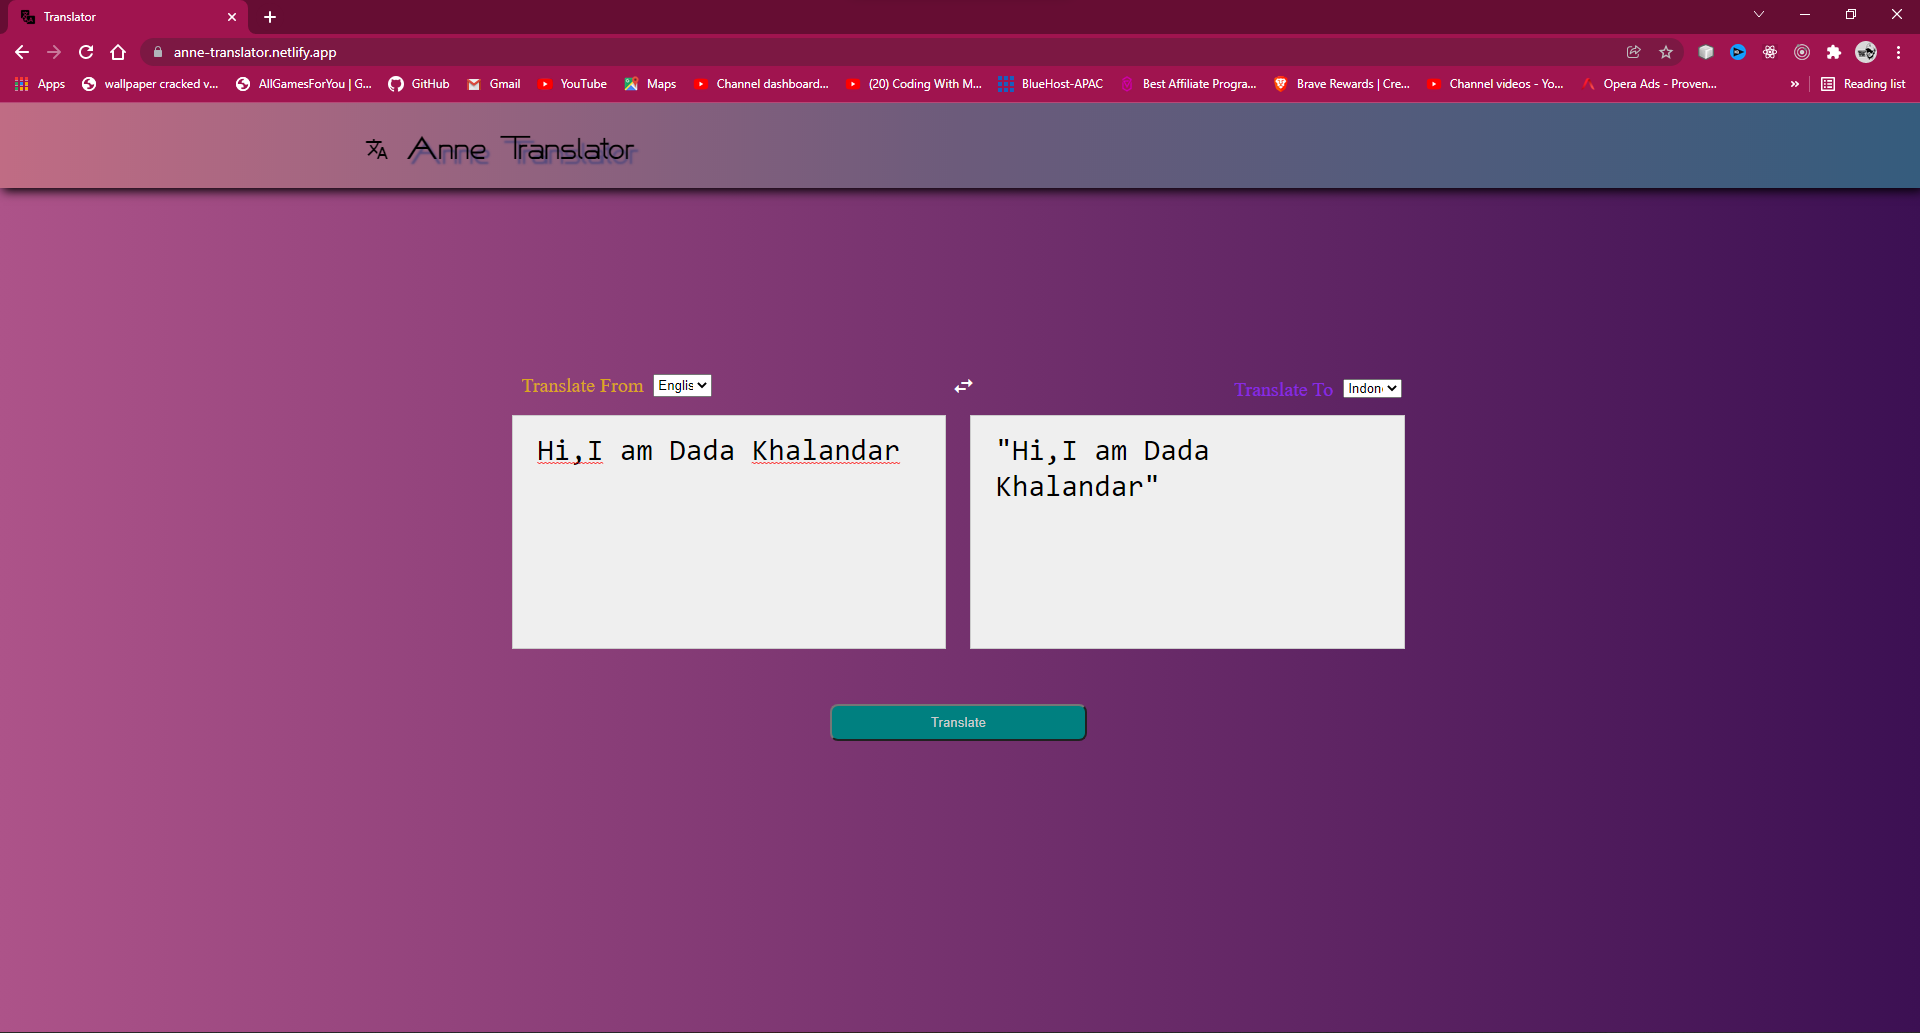 Translator
anne-translator.netlify.app
Apps wallpaper cracked v... AllGamesForYou | G... GitHub Gmail YouTube Maps Channel dashboard... (20) Coding With M... BlueHost-APAC Best Affiliate Progra... Brave Rewards | Cre... Channel videos - Yo... Opera Ads - Proven... » Reading list
Anne Translator
Translate From Englis
Translate To Indon
Hi,I am Dada Khalandar
"Hi,I am Dada
Khalandar"
Translate